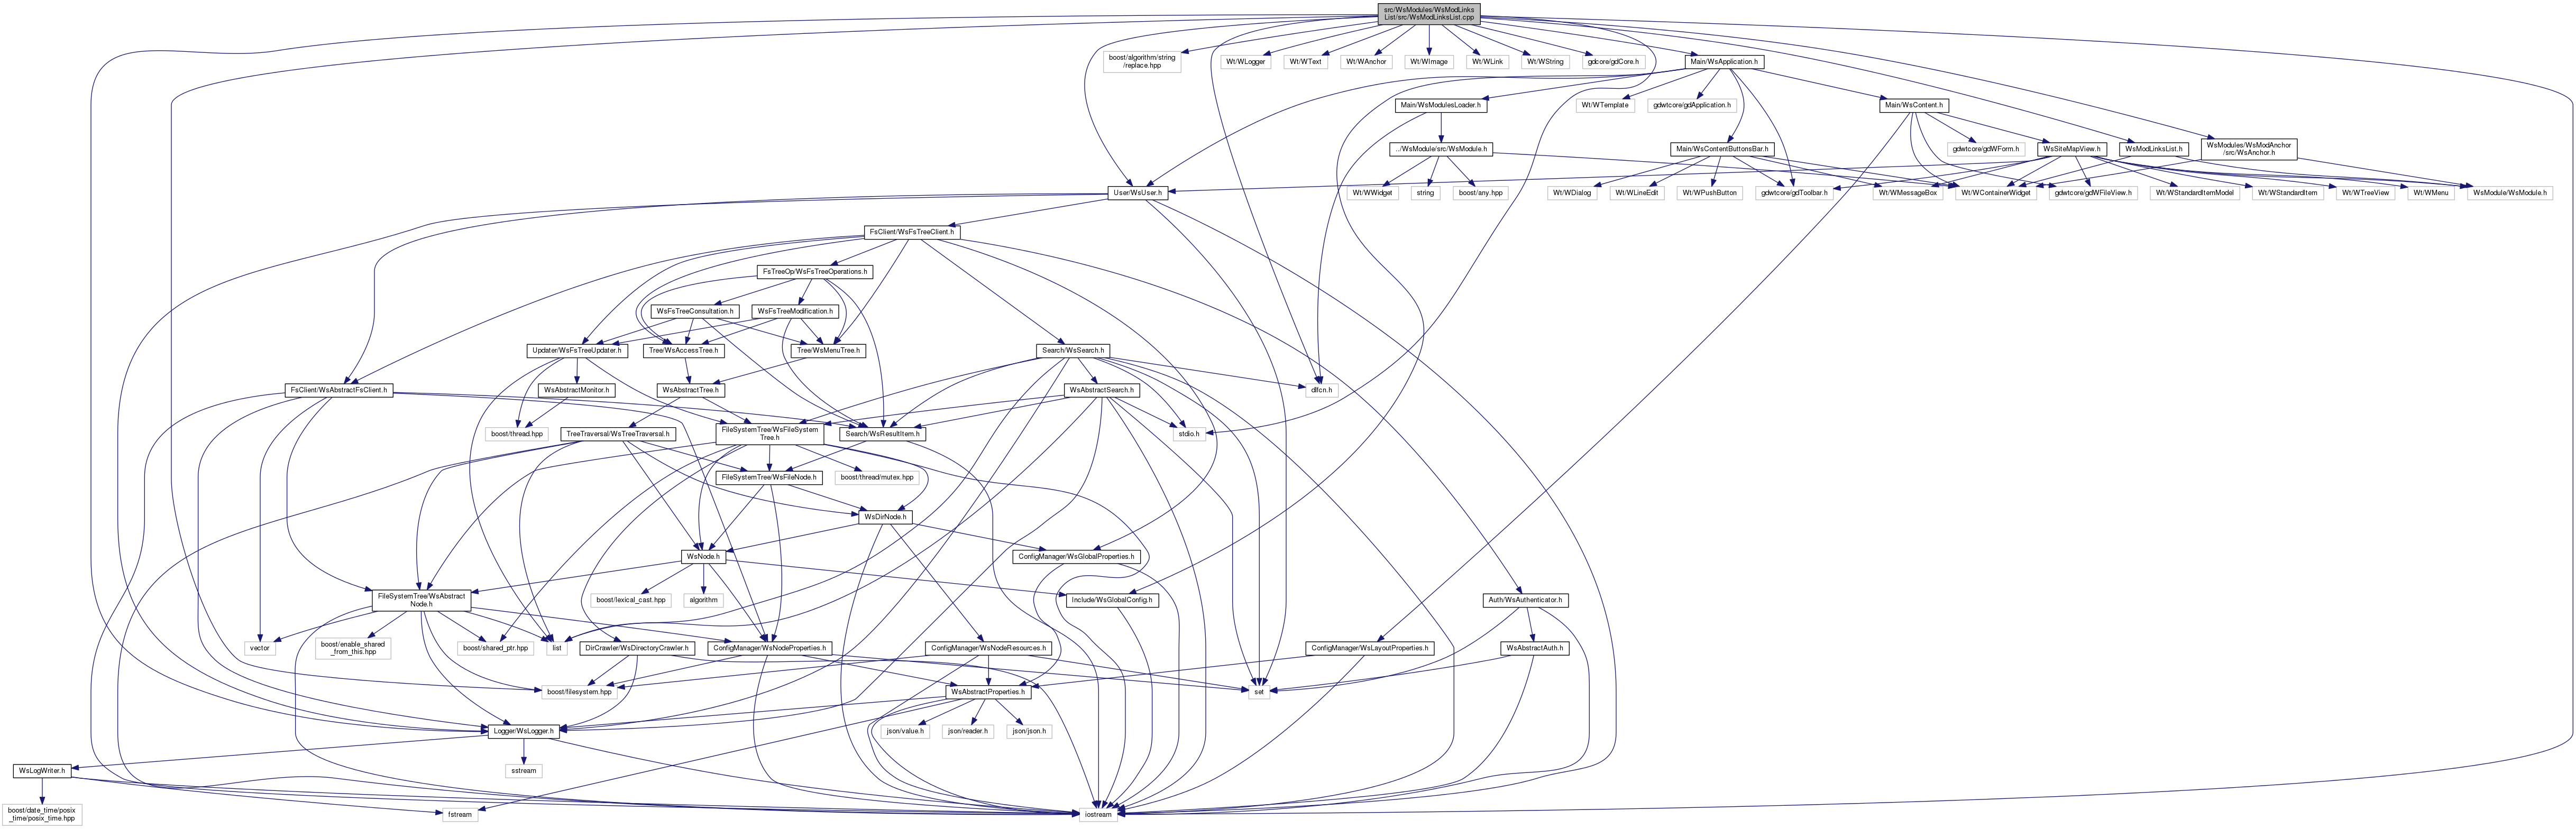 src/WsModules/WsModLinks
List/src/WsModLinksList.cpp
boost/algorithm/string
/replace.hpp
Wt/WLogger
Wt/WText
Wt/WAnchor
Wt/WImage
Wt/WLink
Wt/WString
gdcore/gdCore.h
Main/WsApplication.h
Main/WsModulesLoader.h
Wt/WTemplate
gdwtcore/gdApplication.h
Main/WsContent.h
../WsModule/src/WsModule.h
Main/WsContentButtonsBar.h
gdwtcore/gdWForm.h
WsSiteMapView.h
WsModLinksList.h
WsModules/WsModAnchor
/src/WsAnchor.h
User/WsUser.h
Wt/WWidget
string
boost/any.hpp
Wt/WDialog
Wt/WLineEdit
Wt/WPushButton
gdwtcore/gdToolbar.h
Wt/WMessageBox
Wt/WContainerWidget
gdwtcore/gdWFileView.h
Wt/WStandardItemModel
Wt/WStandardItem
Wt/WTreeView
Wt/WMenu
WsModule/WsModule.h
FsClient/WsFsTreeClient.h
FsTreeOp/WsFsTreeOperations.h
WsFsTreeConsultation.h
WsFsTreeModification.h
Updater/WsFsTreeUpdater.h
Tree/WsAccessTree.h
Tree/WsMenuTree.h
Search/WsSearch.h
FsClient/WsAbstractFsClient.h
WsAbstractMonitor.h
WsAbstractTree.h
WsAbstractSearch.h
dlfcn.h
boost/thread.hpp
TreeTraversal/WsTreeTraversal.h
FileSystemTree/WsFileSystem
Tree.h
Search/WsResultItem.h
stdio.h
FileSystemTree/WsFileNode.h
boost/thread/mutex.hpp
WsDirNode.h
WsNode.h
ConfigManager/WsGlobalProperties.h
FileSystemTree/WsAbstract
Node.h
boost/lexical_cast.hpp
algorithm
Include/WsGlobalConfig.h
Auth/WsAuthenticator.h
vector
boost/enable_shared
_from_this.hpp
boost/shared_ptr.hpp
list
DirCrawler/WsDirectoryCrawler.h
ConfigManager/WsNodeProperties.h
ConfigManager/WsNodeResources.h
ConfigManager/WsLayoutProperties.h
WsAbstractAuth.h
boost/filesystem.hpp
WsAbstractProperties.h
set
Logger/WsLogger.h
json/value.h
json/reader.h
json/json.h
WsLogWriter.h
sstream
boost/date_time/posix
_time/posix_time.hpp
fstream
iostream